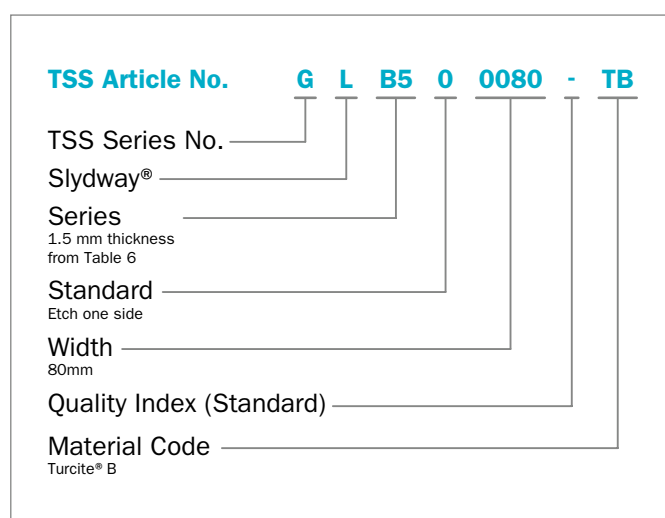 TSS Article No. G L B5 0 0080 - TB
TSS Series No.
Slydway®
Series
1.5 mm thickness
from Table 6
Standard
Etch one side
Width
80mm
Quality Index (Standard)
Material Code
Turcite® B